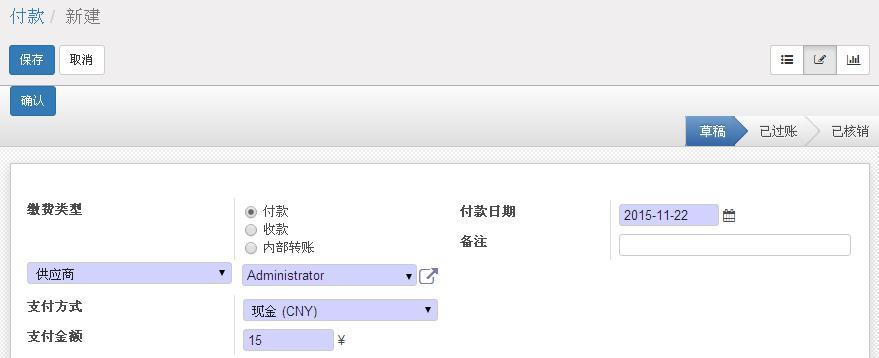 付款 / 新建
保存 取消
确认
草稿 已过账 已核销
缴费类型
付款
收款
内部转账
供应商 Administrator
支付方式 现金 (CNY)
支付金额 15 ¥
付款日期 2015-11-22
备注